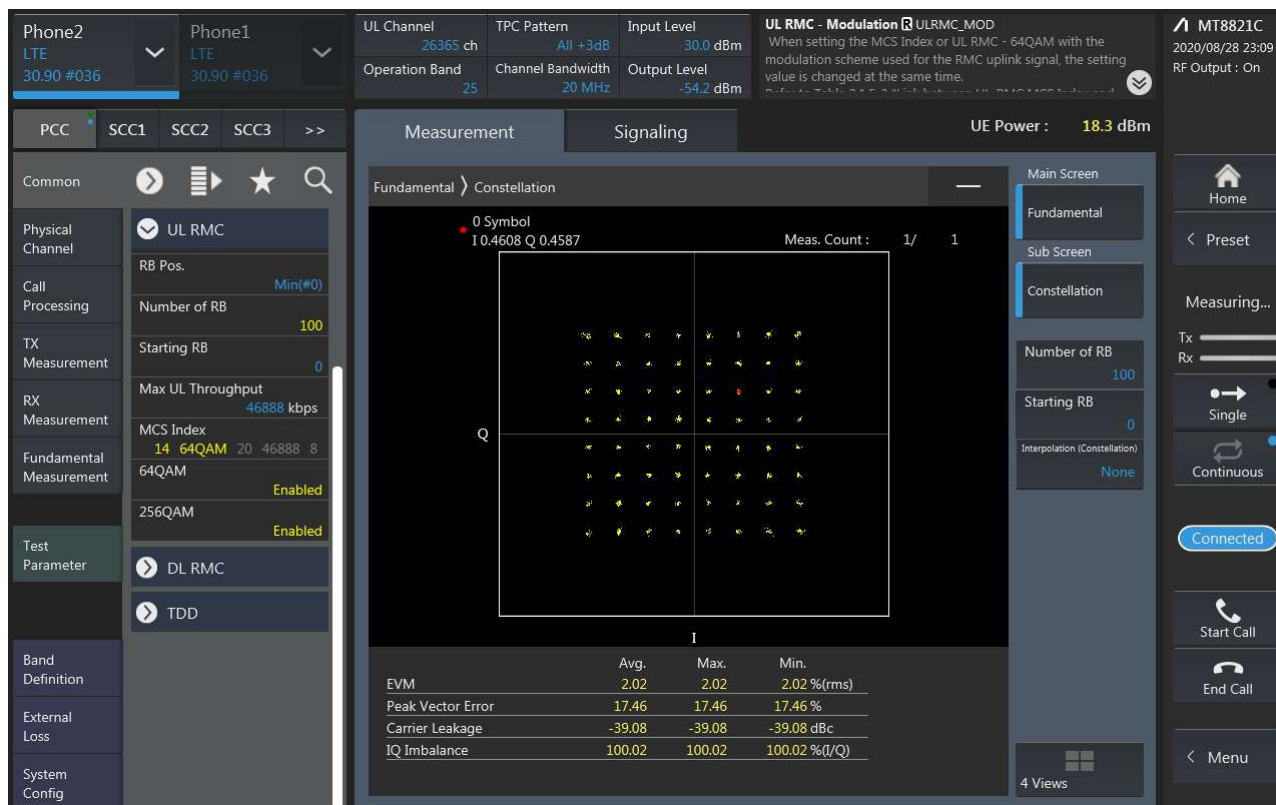 Phone2
LTE
30.90 #036
Phone1
LTE
30.90 #036
UL Channel
26365 ch
TPC Pattern
All +3dB
Input Level
30.0 dBm
Operation Band
25
Channel Bandwidth
20 MHz
Output Level
-54.2 dBm
UL RMC - Modulation R ULRMC_MOD
When setting the MCS Index or UL RMC - 64QAM with the
modulation scheme used for the RMC uplink signal, the setting
value is changed at the same time.
MT8821C
2020/08/28 23:09
RF Output : On
PCC SCC1 SCC2 SCC3 >>
Measurement
Signaling
UE Power : 18.3 dBm
Common
Physical
Channel
Call
Processing
TX
Measurement
RX
Measurement
Fundamental
Measurement
Test
Parameter
Band
Definition
External
Loss
System
Config
UL RMC
RB Pos.
Min(#0)
Number of RB
100
Starting RB
0
Max UL Throughput
46888 kbps
MCS Index
14 64QAM 20 46888 8
64QAM
Enabled
256QAM
Enabled
DL RMC
TDD
Fundamental 〉 Constellation
0 Symbol
I 0.4608 Q 0.4587
Meas. Count : 1/ 1
Q
I
Avg. Max. Min.
EVM 2.02 2.02 2.02 %(rms)
Peak Vector Error 17.46 17.46 17.46 %
Carrier Leakage -39.08 -39.08 -39.08 dBc
IQ Imbalance 100.02 100.02 100.02 %(I/Q)
Main Screen
Fundamental
Sub Screen
Constellation
Number of RB
100
Starting RB
0
Interpolation (Constellation)
None
4 Views
Home
< Preset
Measuring...
Tx
Rx
Single
Continuous
Connected
Start Call
End Call
< Menu